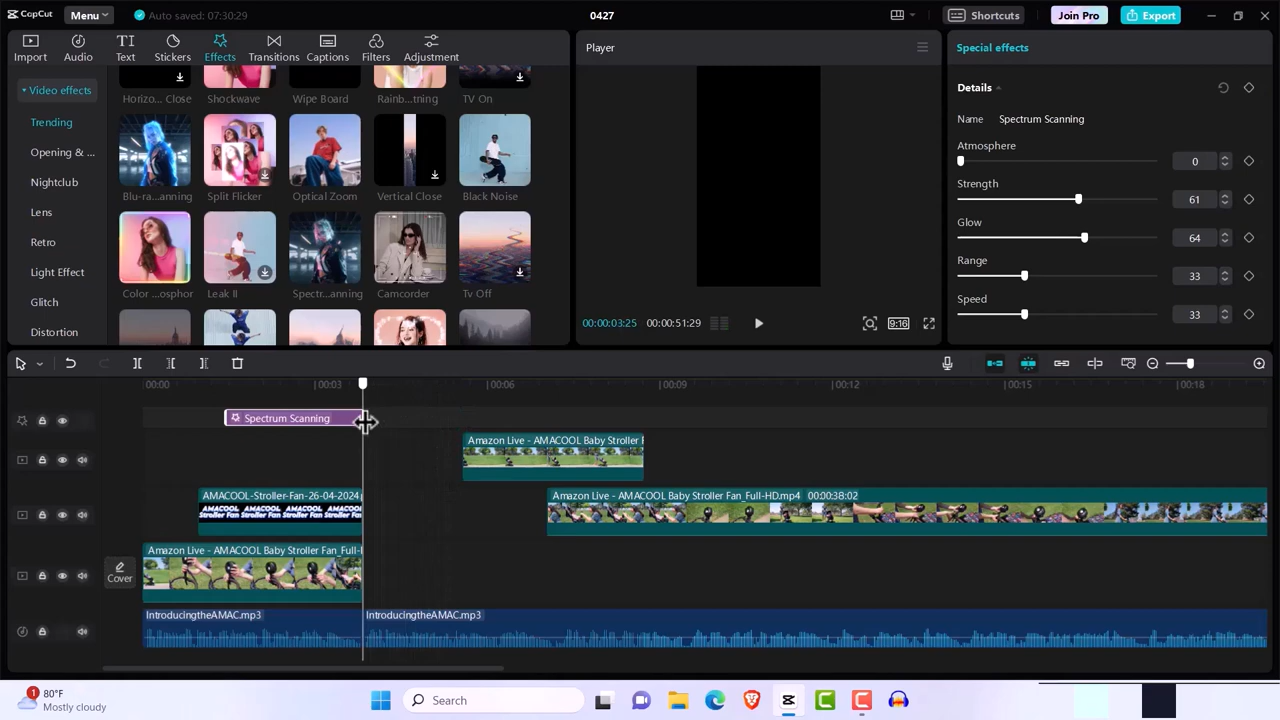 CapCut
Menu
Auto saved: 07:30:29
0427
Shortcuts
Join Pro
Export
Import
Audio
Text
Stickers
Effects
Transitions
Captions
Filters
Adjustment
Player
Special effects
Video effects
Trending
Opening & ...
Nightclub
Lens
Retro
Light Effect
Glitch
Distortion
Horizo... Close
Shockwave
Wipe Board
Rainb...tning
TV On
Blu-ra...anning
Split Flicker
Optical Zoom
Vertical Close
Black Noise
Color ...osphor
Leak II
Spectr...anning
Camcorder
Tv Off
00:00:03:25
00:00:51:29
9:16
Details
Name
Spectrum Scanning
Atmosphere
0
Strength
61
Glow
64
Range
33
Speed
33
00:00
00:03
00:06
00:09
00:12
00:15
00:18
Spectrum Scanning
Amazon Live - AMACOOL Baby Stroller F
AMACOOL-Stroller-Fan-26-04-2024
Amazon Live - AMACOOL Baby Stroller Fan_Full-HD.mp4 00:00:38:02
Cover
Amazon Live - AMACOOL Baby Stroller Fan_Full-H
IntroducingtheAMAC.mp3
IntroducingtheAMAC.mp3
1
80°F
Mostly cloudy
Search